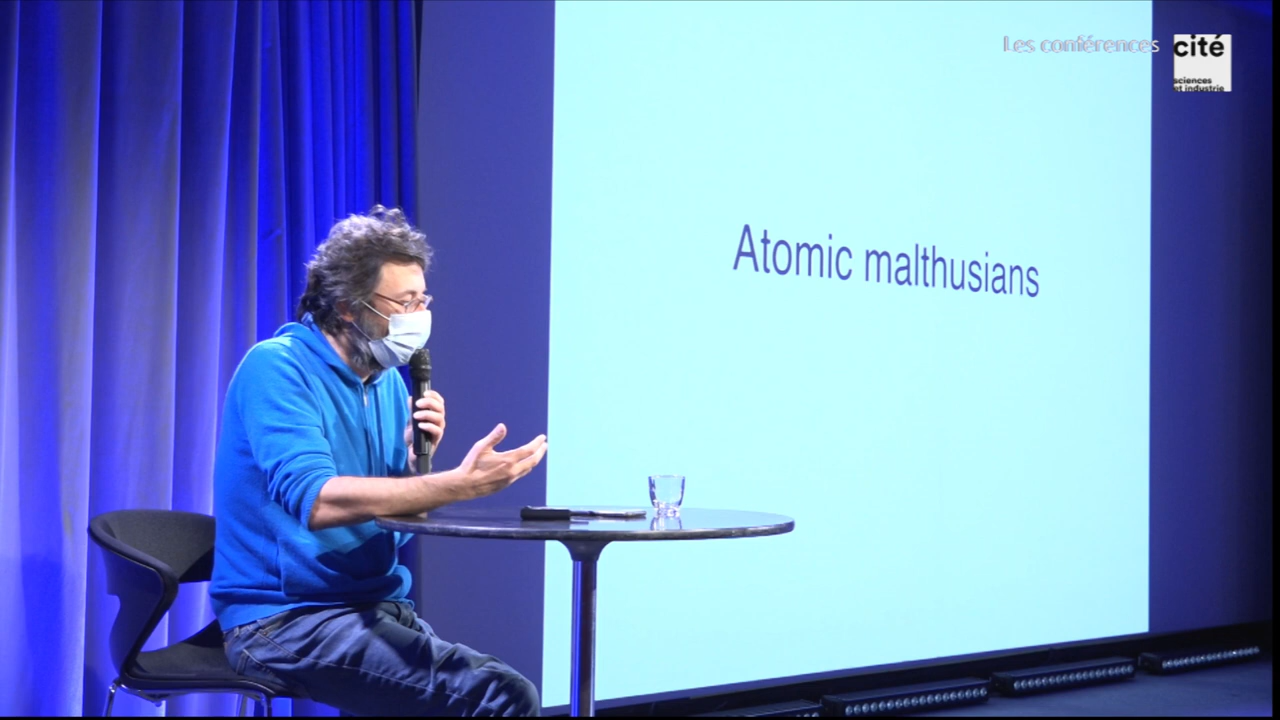 Les conférences
cité
sciences
et industrie
Atomic malthusians